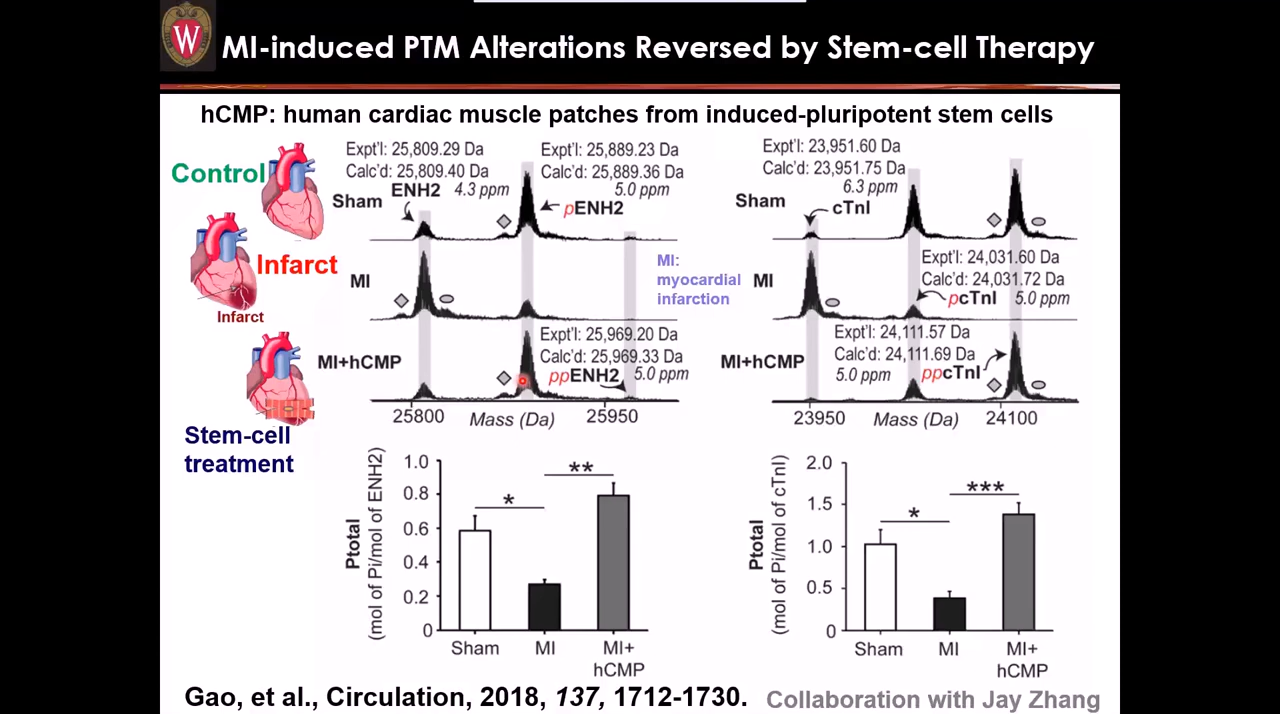 W
MI-induced PTM Alterations Reversed by Stem-cell Therapy
hCMP: human cardiac muscle patches from induced-pluripotent stem cells
Control
Infarct
Infarct
Stem-cell
treatment
Expt'l: 25,809.29 Da
Calc'd: 25,809.40 Da
ENH2 4.3 ppm
Expt'l: 25,889.23 Da
Calc'd: 25,889.36 Da
5.0 ppm
pENH2
Sham
MI
MI:
myocardial
infarction
MI+hCMP
Expt'l: 25,969.20 Da
Calc'd: 25,969.33 Da
ppENH2 5.0 ppm
25800 Mass (Da) 25950
Expt'l: 23,951.60 Da
Calc'd: 23,951.75 Da
6.3 ppm
Sham
cTnI
MI
Expt'l: 24,031.60 Da
Calc'd: 24,031.72 Da
pcTnI 5.0 ppm
MI+hCMP
Expt'l: 24,111.57 Da
Calc'd: 24,111.69 Da
5.0 ppm ppcTnI
23950 Mass (Da) 24100
Ptotal
(mol of Pi/mol of ENH2)
1.0
0.8
0.6
0.4
0.2
0
*
**
Sham MI MI+
hCMP
Ptotal
(mol of Pi/mol of cTnI)
2.0
1.5
1.0
0.5
0
*
***
Sham MI MI+
hCMP
Gao, et al., Circulation, 2018, 137, 1712-1730.
Collaboration with Jay Zhang